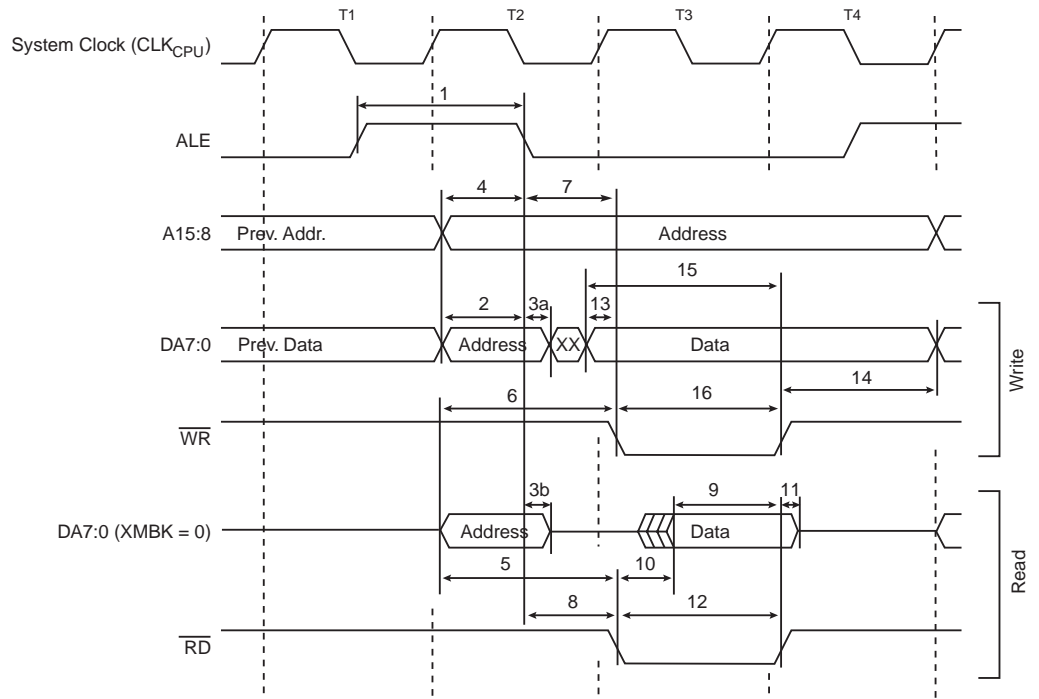 T1 T2 T3 T4
System Clock (CLKCPU)
1
ALE
4 7
A15:8 Prev. Addr. Address
15
2 3a 13
DA7:0 Prev. Data Address XX Data
14
6 16
WR
Write
3b 9 11
DA7:0 (XMBK = 0) Address Data
5 10
8 12
RD
Read